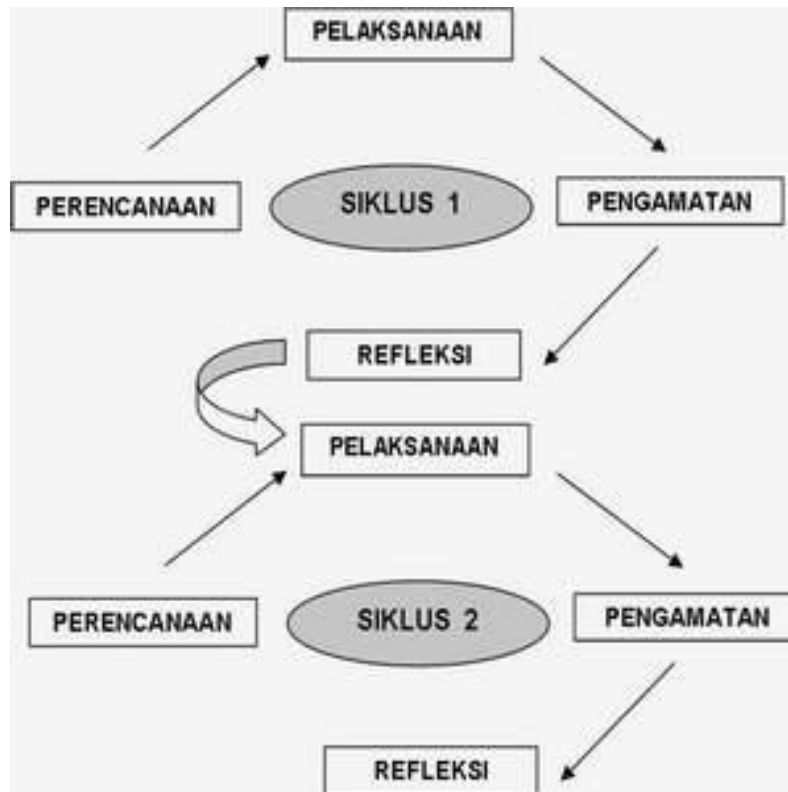 PELAKSANAAN
PERENCANAAN
SIKLUS 1
PENGAMATAN
REFLEKSI
PELAKSANAAN
PERENCANAAN
SIKLUS 2
PENGAMATAN
REFLEKSI